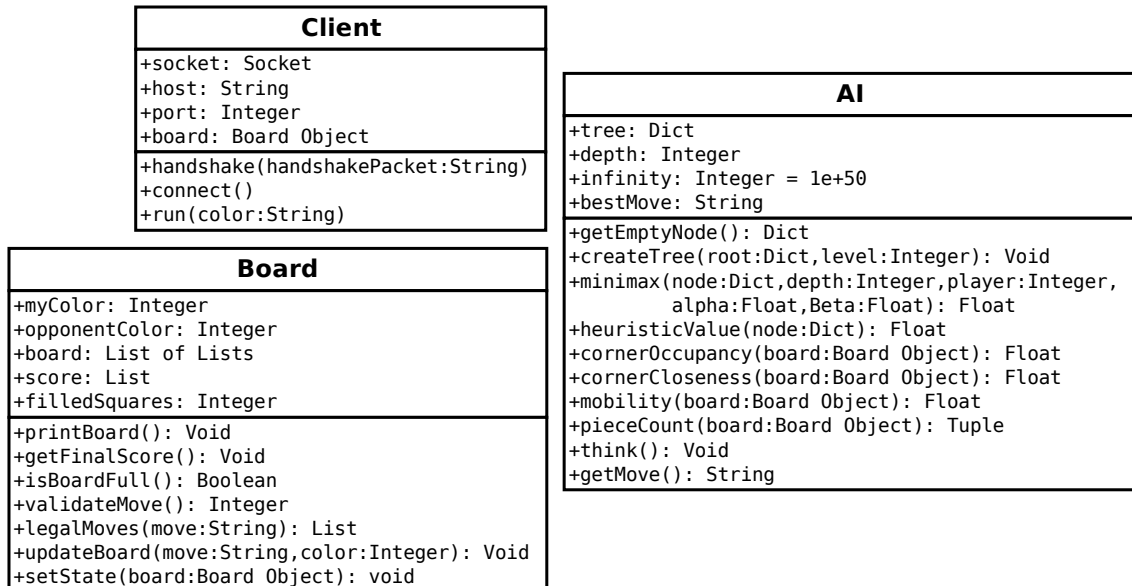 Client
+socket: Socket
+host: String
+port: Integer
+board: Board Object
+handshake(handshakePacket:String)
+connect()
+run(color:String)
Board
+myColor: Integer
+opponentColor: Integer
+board: List of Lists
+score: List
+filledSquares: Integer
+printBoard(): Void
+getFinalScore(): Void
+isBoardFull(): Boolean
+validateMove(): Integer
+legalMoves(move:String): List
+updateBoard(move:String,color:Integer): Void
+setState(board:Board Object): void
AI
+tree: Dict
+depth: Integer
+infinity: Integer = 1e+50
+bestMove: String
+getEmptyNode(): Dict
+createTree(root:Dict,level:Integer): Void
+minimax(node:Dict,depth:Integer,player:Integer,
alpha:Float,Beta:Float): Float
+heuristicValue(node:Dict): Float
+cornerOccupancy(board:Board Object): Float
+cornerCloseness(board:Board Object): Float
+mobility(board:Board Object): Float
+pieceCount(board:Board Object): Tuple
+think(): Void
+getMove(): String